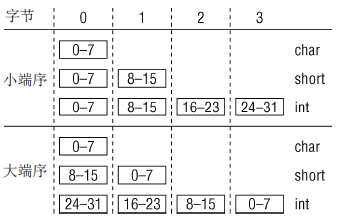 字节 0 1 2 3
0–7 char
小端序 0–7 8–15 short
0–7 8–15 16–23 24–31 int
0–7 char
大端序 8–15 0–7 short
24–31 16–23 8–15 0–7 int